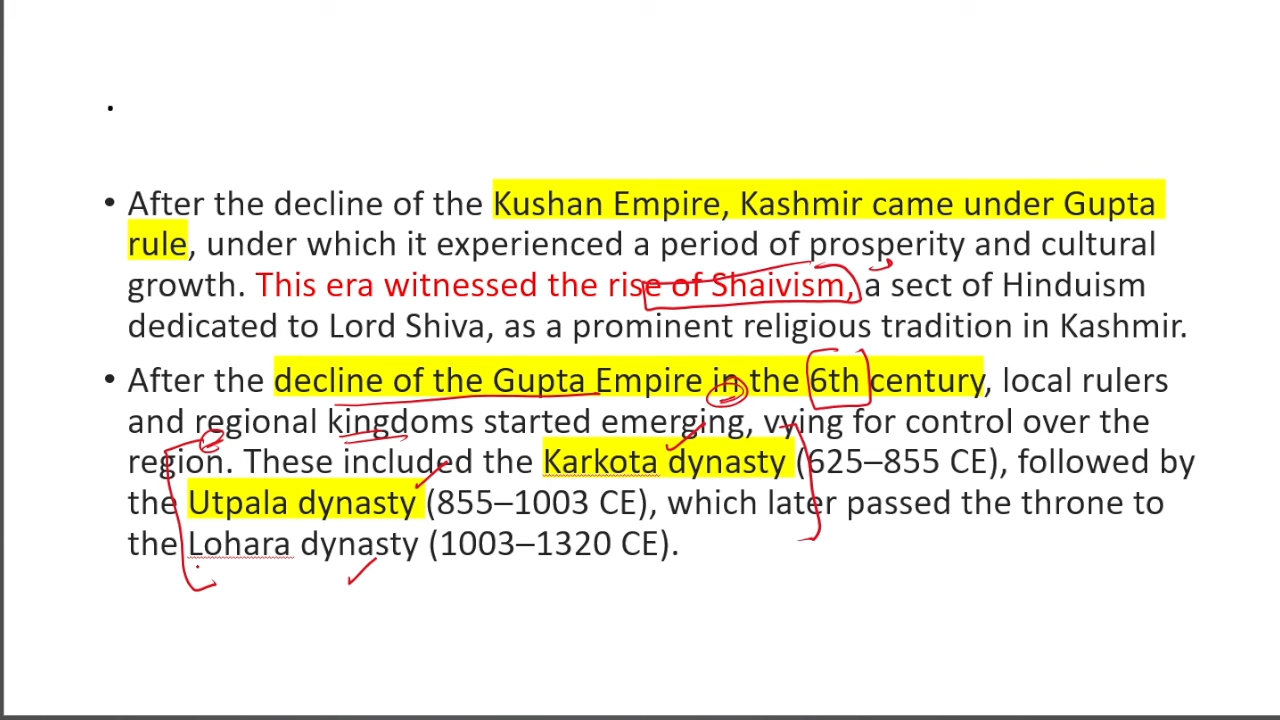 .
• After the decline of the Kushan Empire, Kashmir came under Gupta
rule, under which it experienced a period of prosperity and cultural
growth. This era witnessed the rise of Shaivism, a sect of Hinduism
dedicated to Lord Shiva, as a prominent religious tradition in Kashmir.
• After the decline of the Gupta Empire in the 6th century, local rulers
and regional kingdoms started emerging, vying for control over the
region. These included the Karkota dynasty (625–855 CE), followed by
the Utpala dynasty (855–1003 CE), which later passed the throne to
the Lohara dynasty (1003–1320 CE).